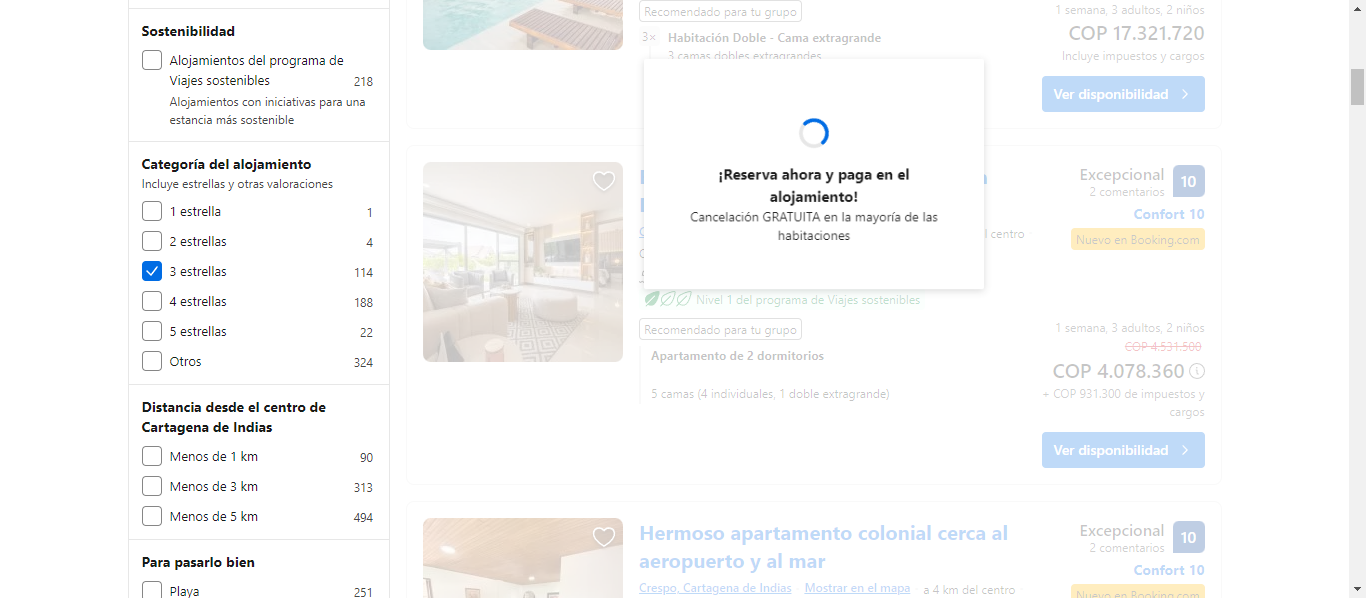 Sostenibilidad
Alojamientos del programa de
Viajes sostenibles 218
Alojamientos con iniciativas para una
estancia más sostenible
Categoría del alojamiento
Incluye estrellas y otras valoraciones
1 estrella 1
2 estrellas 4
3 estrellas 114
4 estrellas 188
5 estrellas 22
Otros 324
Distancia desde el centro de
Cartagena de Indias
Menos de 1 km 90
Menos de 3 km 313
Menos de 5 km 494
Para pasarlo bien
Playa 251
Recomendado para tu grupo
3× Habitación Doble - Cama extragrande
3 camas dobles extragrandes
1 semana, 3 adultos, 2 niños
COP 17.321.720
Incluye impuestos y cargos
Ver disponibilidad
¡Reserva ahora y paga en el
alojamiento!
Cancelación GRATUITA en la mayoría de las
habitaciones
Excepcional 10
2 comentarios
Confort 10
centro
Nuevo en Booking.com
Nivel 1 del programa de Viajes sostenibles
Recomendado para tu grupo
Apartamento de 2 dormitorios
5 camas (4 individuales, 1 doble extragrande)
1 semana, 3 adultos, 2 niños
COP 4.531.500
COP 4.078.360
+ COP 931.300 de impuestos y
cargos
Ver disponibilidad
Hermoso apartamento colonial cerca al
aeropuerto y al mar
Crespo, Cartagena de Indias Mostrar en el mapa a 4 km del centro
Excepcional 10
2 comentarios
Confort 10
Nuevo en Booking.com